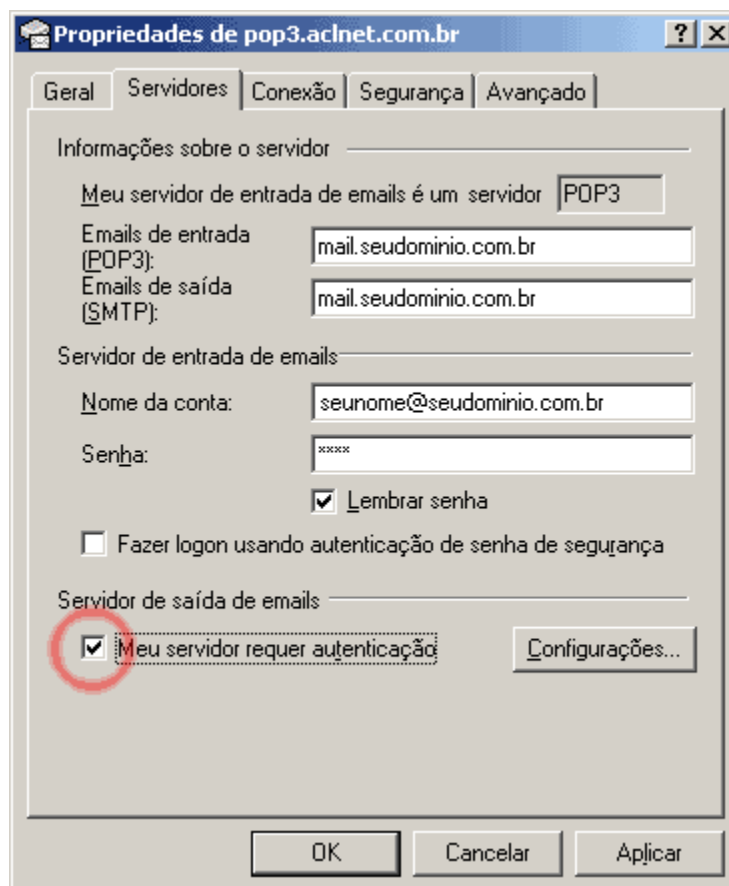 Propriedades de pop3.aclnet.com.br
Geral Servidores Conexão Segurança Avançado
Informações sobre o servidor
Meu servidor de entrada de emails é um servidor POP3
Emails de entrada
(POP3): mail.seudominio.com.br
Emails de saída
(SMTP): mail.seudominio.com.br
Servidor de entrada de emails
Nome da conta: seunome@seudominio.com.br
Senha: ****
Lembrar senha
Fazer logon usando autenticação de senha de segurança
Servidor de saída de emails
Meu servidor requer autenticação Configurações...
OK Cancelar Aplicar